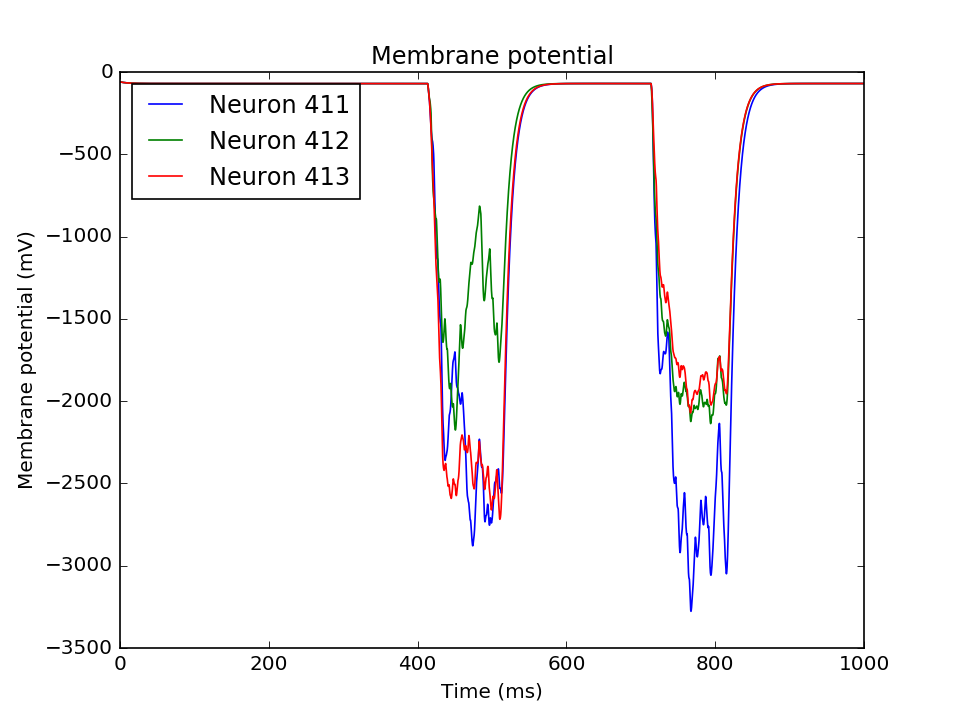 Membrane potential
0
−500
−1000
−1500
−2000
−2500
−3000
−3500
Membrane potential (mV)
Neuron 411
Neuron 412
Neuron 413
0 200 400 600 800 1000
Time (ms)